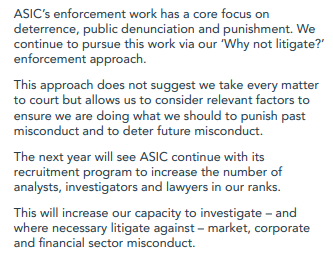 ASIC’s enforcement work has a core focus on
deterrence, public denunciation and punishment. We
continue to pursue this work via our ‘Why not litigate?’
enforcement approach.
This approach does not suggest we take every matter
to court but allows us to consider relevant factors to
ensure we are doing what we should to punish past
misconduct and to deter future misconduct.
The next year will see ASIC continue with its
recruitment program to increase the number of
analysts, investigators and lawyers in our ranks.
This will increase our capacity to investigate – and
where necessary litigate against – market, corporate
and financial sector misconduct.